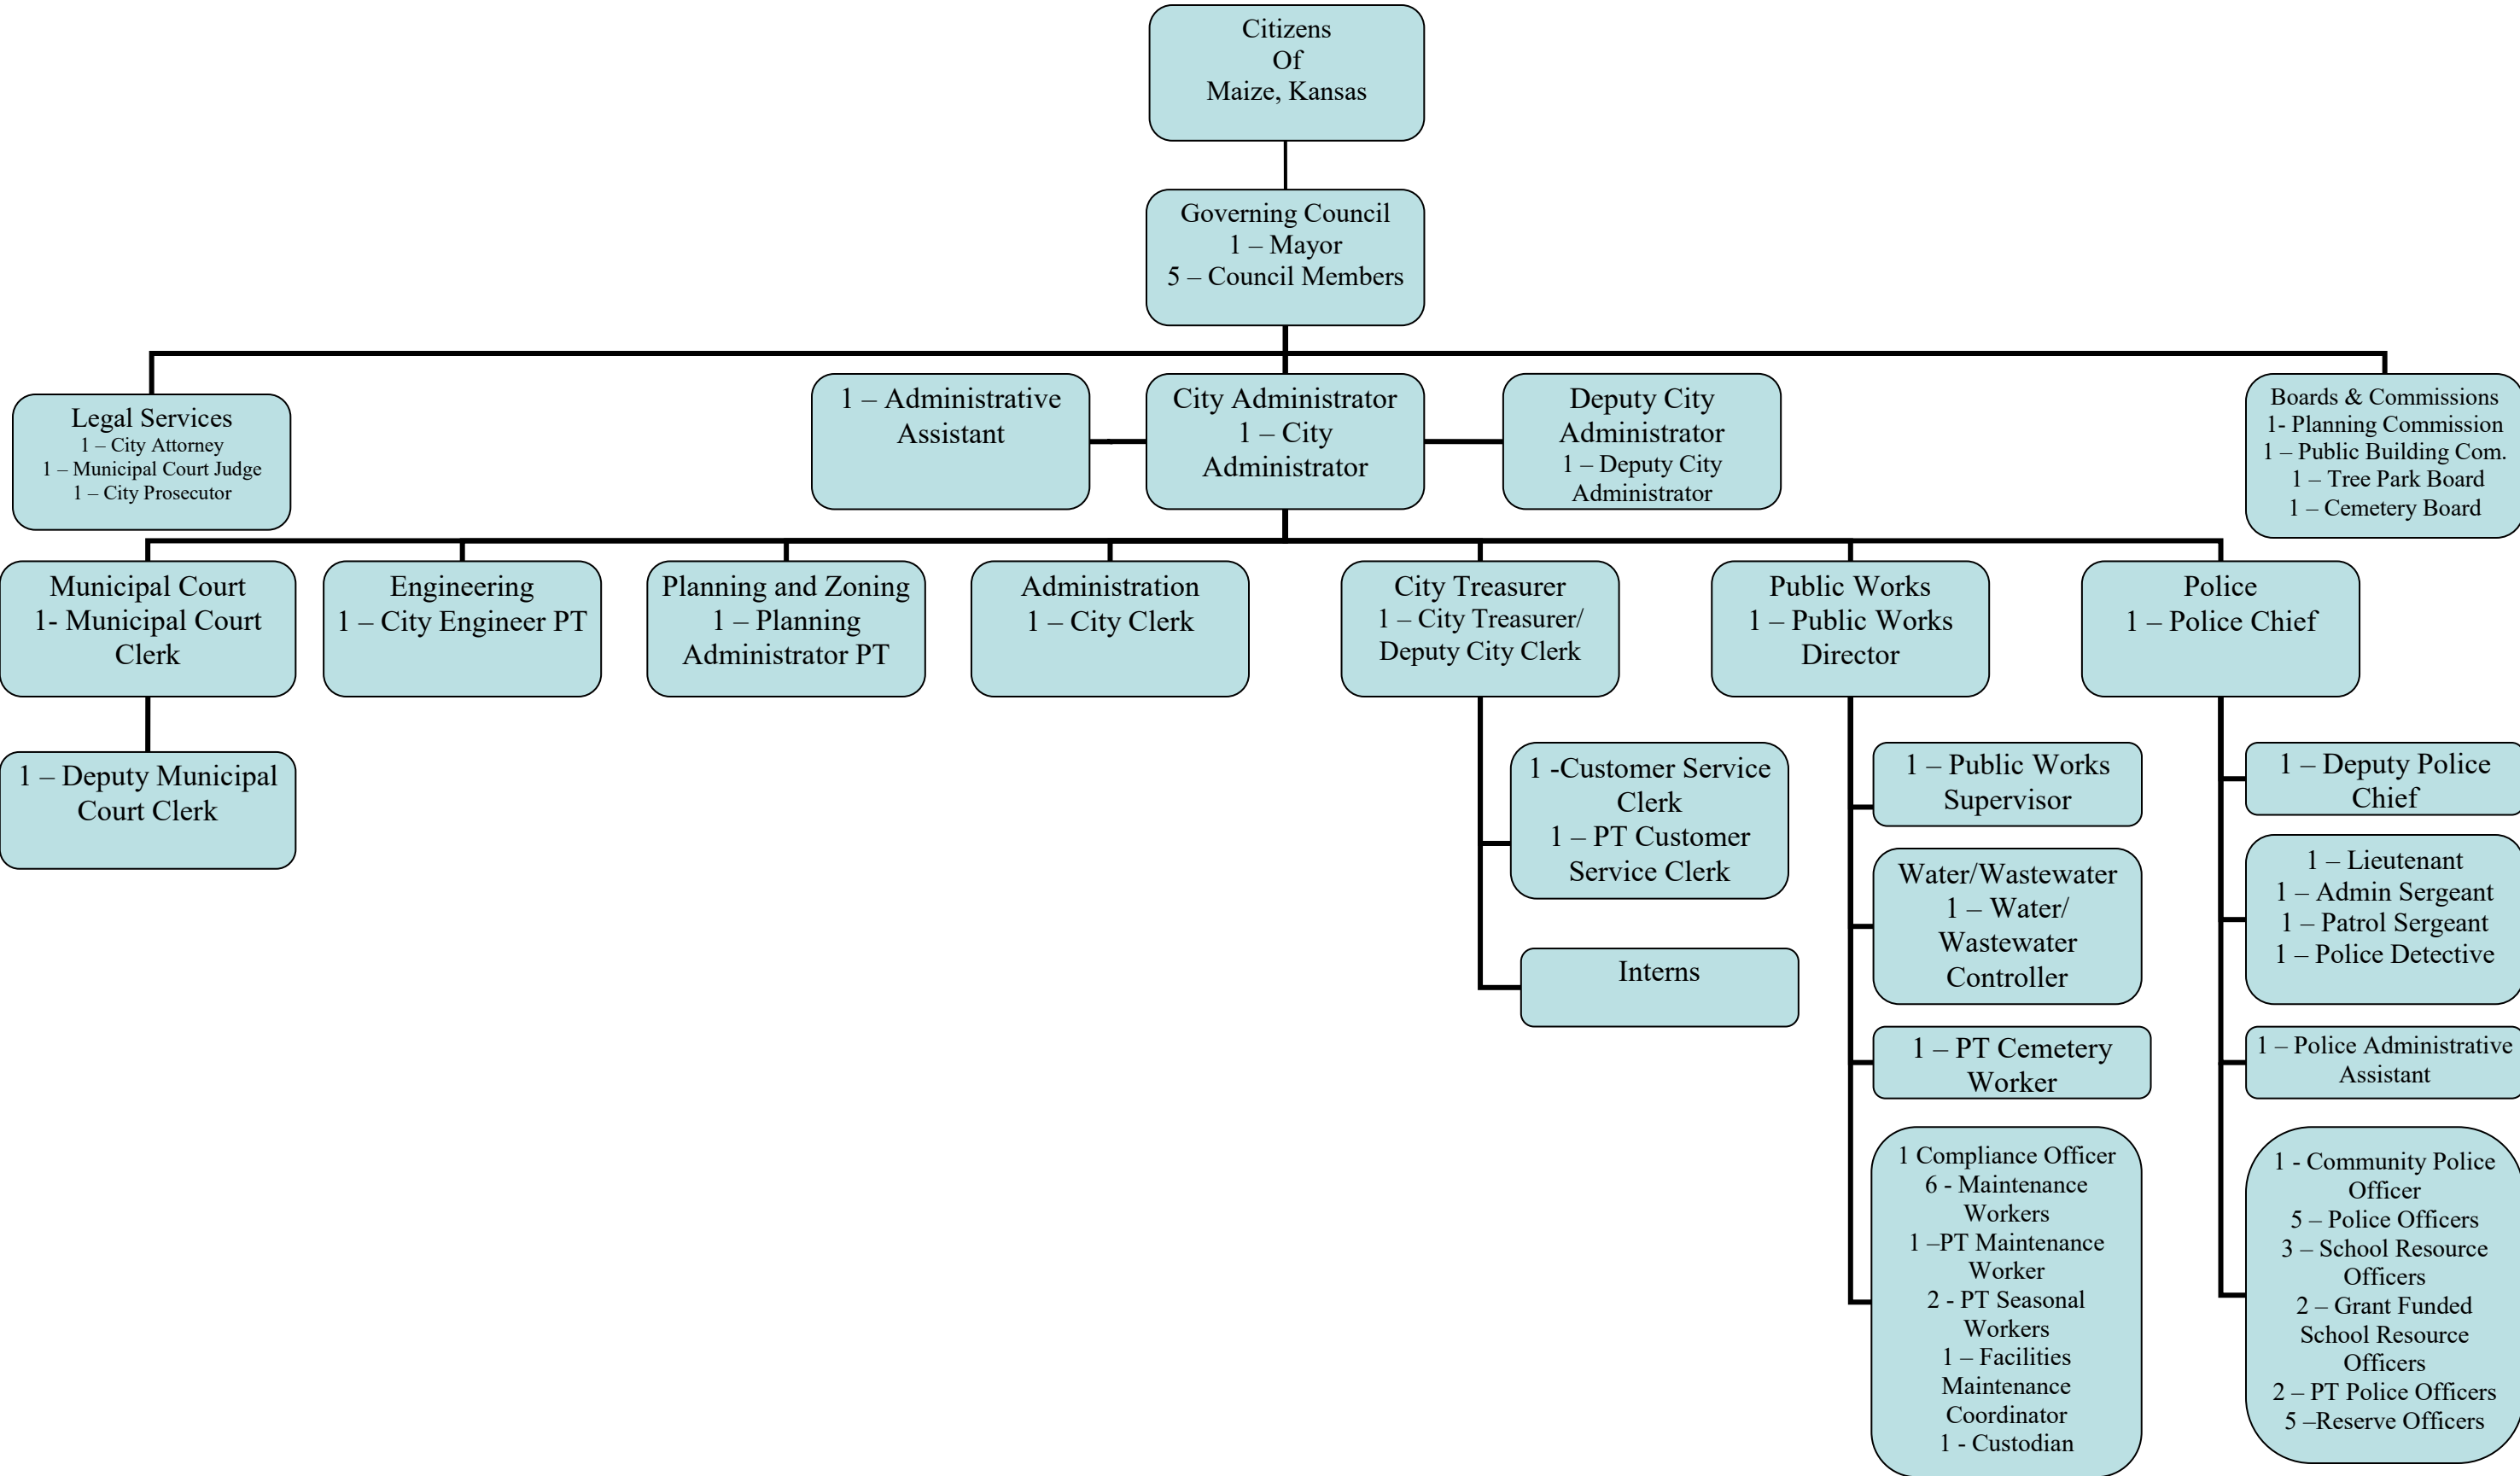 Citizens
Of
Maize, Kansas
Governing Council
1 – Mayor
5 – Council Members
Legal Services
1 – City Attorney
1 – Municipal Court Judge
1 – City Prosecutor
1 – Administrative
Assistant
City Administrator
1 – City
Administrator
Deputy City
Administrator
1 – Deputy City
Administrator
Boards & Commissions
1- Planning Commission
1 – Public Building Com.
1 – Tree Park Board
1 – Cemetery Board
Municipal Court
1- Municipal Court
Clerk
Engineering
1 – City Engineer PT
Planning and Zoning
1 – Planning
Administrator PT
Administration
1 – City Clerk
City Treasurer
1 – City Treasurer/
Deputy City Clerk
Public Works
1 – Public Works
Director
Police
1 – Police Chief
1 – Deputy Municipal
Court Clerk
1 -Customer Service
Clerk
1 – PT Customer
Service Clerk
Interns
1 – Public Works
Supervisor
Water/Wastewater
1 – Water/
Wastewater
Controller
1 – PT Cemetery
Worker
1 Compliance Officer
6 - Maintenance
Workers
1 –PT Maintenance
Worker
2 - PT Seasonal
Workers
1 – Facilities
Maintenance
Coordinator
1 - Custodian
1 – Deputy Police
Chief
1 – Lieutenant
1 – Admin Sergeant
1 – Patrol Sergeant
1 – Police Detective
1 – Police Administrative
Assistant
1 - Community Police
Officer
5 – Police Officers
3 – School Resource
Officers
2 – Grant Funded
School Resource
Officers
2 – PT Police Officers
5 –Reserve Officers